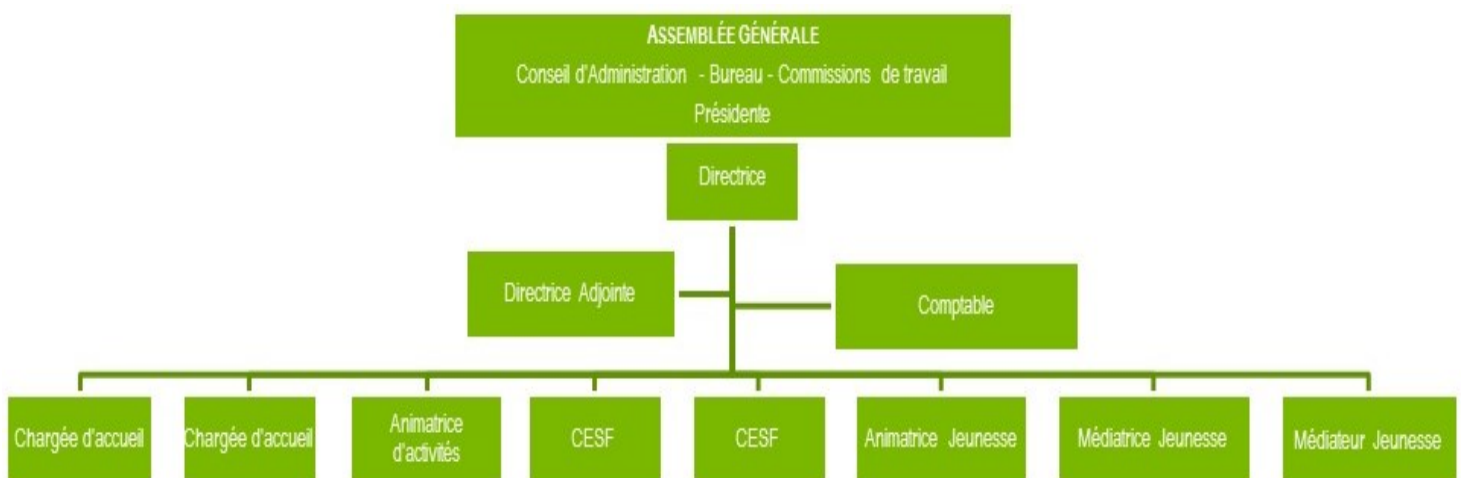 ASSEMBLÉE GÉNÉRALE
Conseil d'Administration - Bureau - Commissions de travail
Présidente
Directrice
Directrice Adjointe
Comptable
Chargée d'accueil
Chargée d'accueil
Animatrice
d'activités
CESF
CESF
Animatrice Jeunesse
Médiatrice Jeunesse
Médiateur Jeunesse